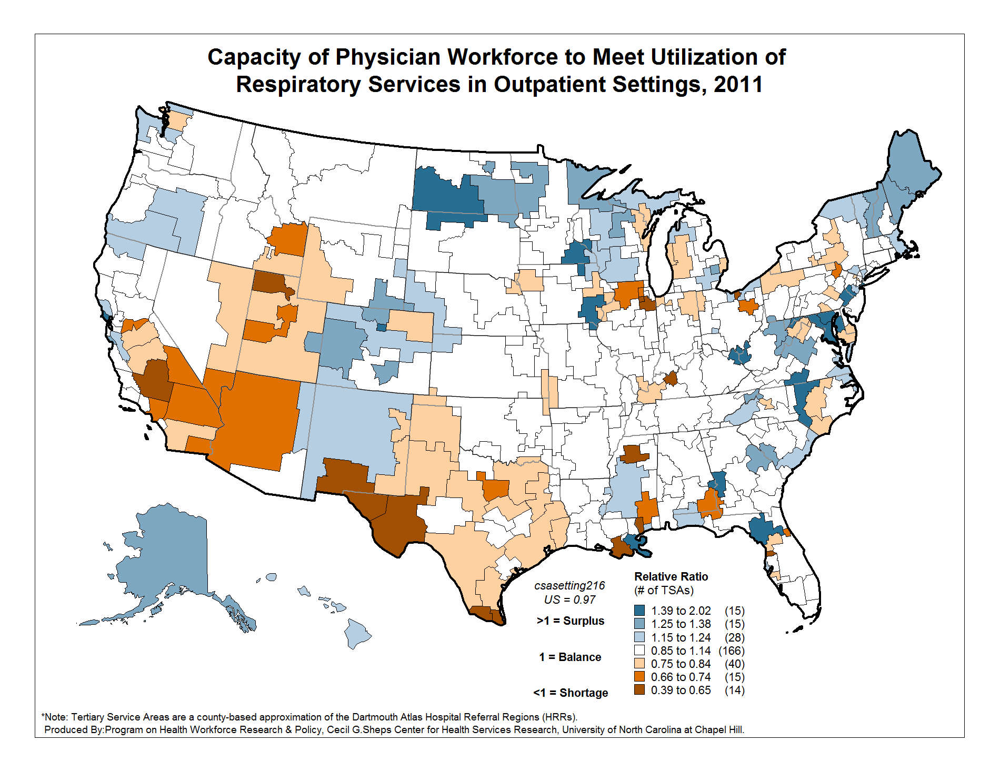 Capacity of Physician Workforce to Meet Utilization of
Respiratory Services in Outpatient Settings, 2011
csasetting216
US = 0.97
>1 = Surplus
1 = Balance
<1 = Shortage
Relative Ratio
(# of TSAs)
1.39 to 2.02 (15)
1.25 to 1.38 (15)
1.15 to 1.24 (28)
0.85 to 1.14 (166)
0.75 to 0.84 (40)
0.66 to 0.74 (15)
0.39 to 0.65 (14)
*Note: Tertiary Service Areas are a county-based approximation of the Dartmouth Atlas Hospital Referral Regions (HRRs).
Produced By:Program on Health Workforce Research & Policy, Cecil G.Sheps Center for Health Services Research, University of North Carolina at Chapel Hill.